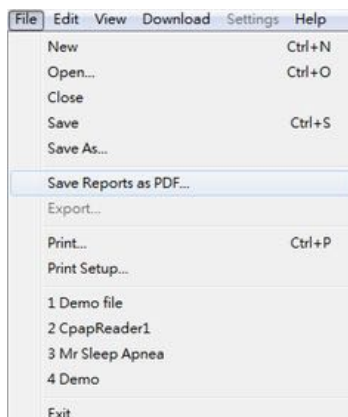 File Edit View Download Settings Help
New Ctrl+N
Open... Ctrl+O
Close
Save Ctrl+S
Save As...
Save Reports as PDF...
Export...
Print... Ctrl+P
Print Setup...
1 Demo file
2 CpapReader1
3 Mr Sleep Apnea
4 Demo
Exit